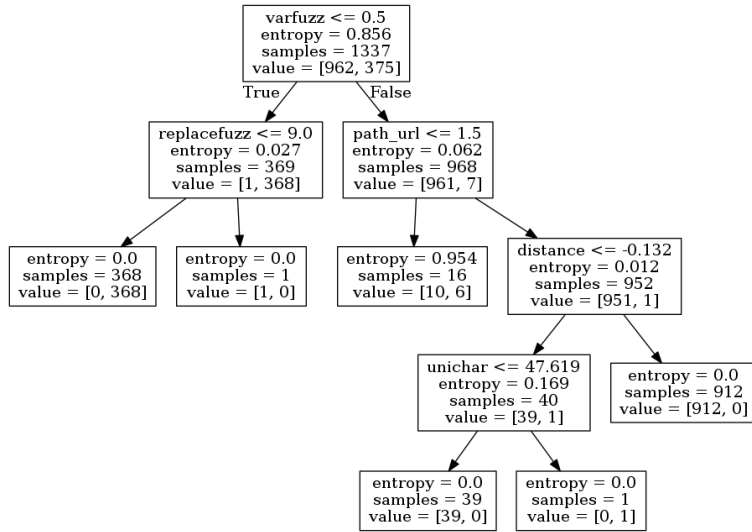 varfuzz <= 0.5
entropy = 0.856
samples = 1337
value = [962, 375]
True
False
replacefuzz <= 9.0
entropy = 0.027
samples = 369
value = [1, 368]
path_url <= 1.5
entropy = 0.062
samples = 968
value = [961, 7]
entropy = 0.0
samples = 368
value = [0, 368]
entropy = 0.0
samples = 1
value = [1, 0]
entropy = 0.954
samples = 16
value = [10, 6]
distance <= -0.132
entropy = 0.012
samples = 952
value = [951, 1]
unichar <= 47.619
entropy = 0.169
samples = 40
value = [39, 1]
entropy = 0.0
samples = 912
value = [912, 0]
entropy = 0.0
samples = 39
value = [39, 0]
entropy = 0.0
samples = 1
value = [0, 1]